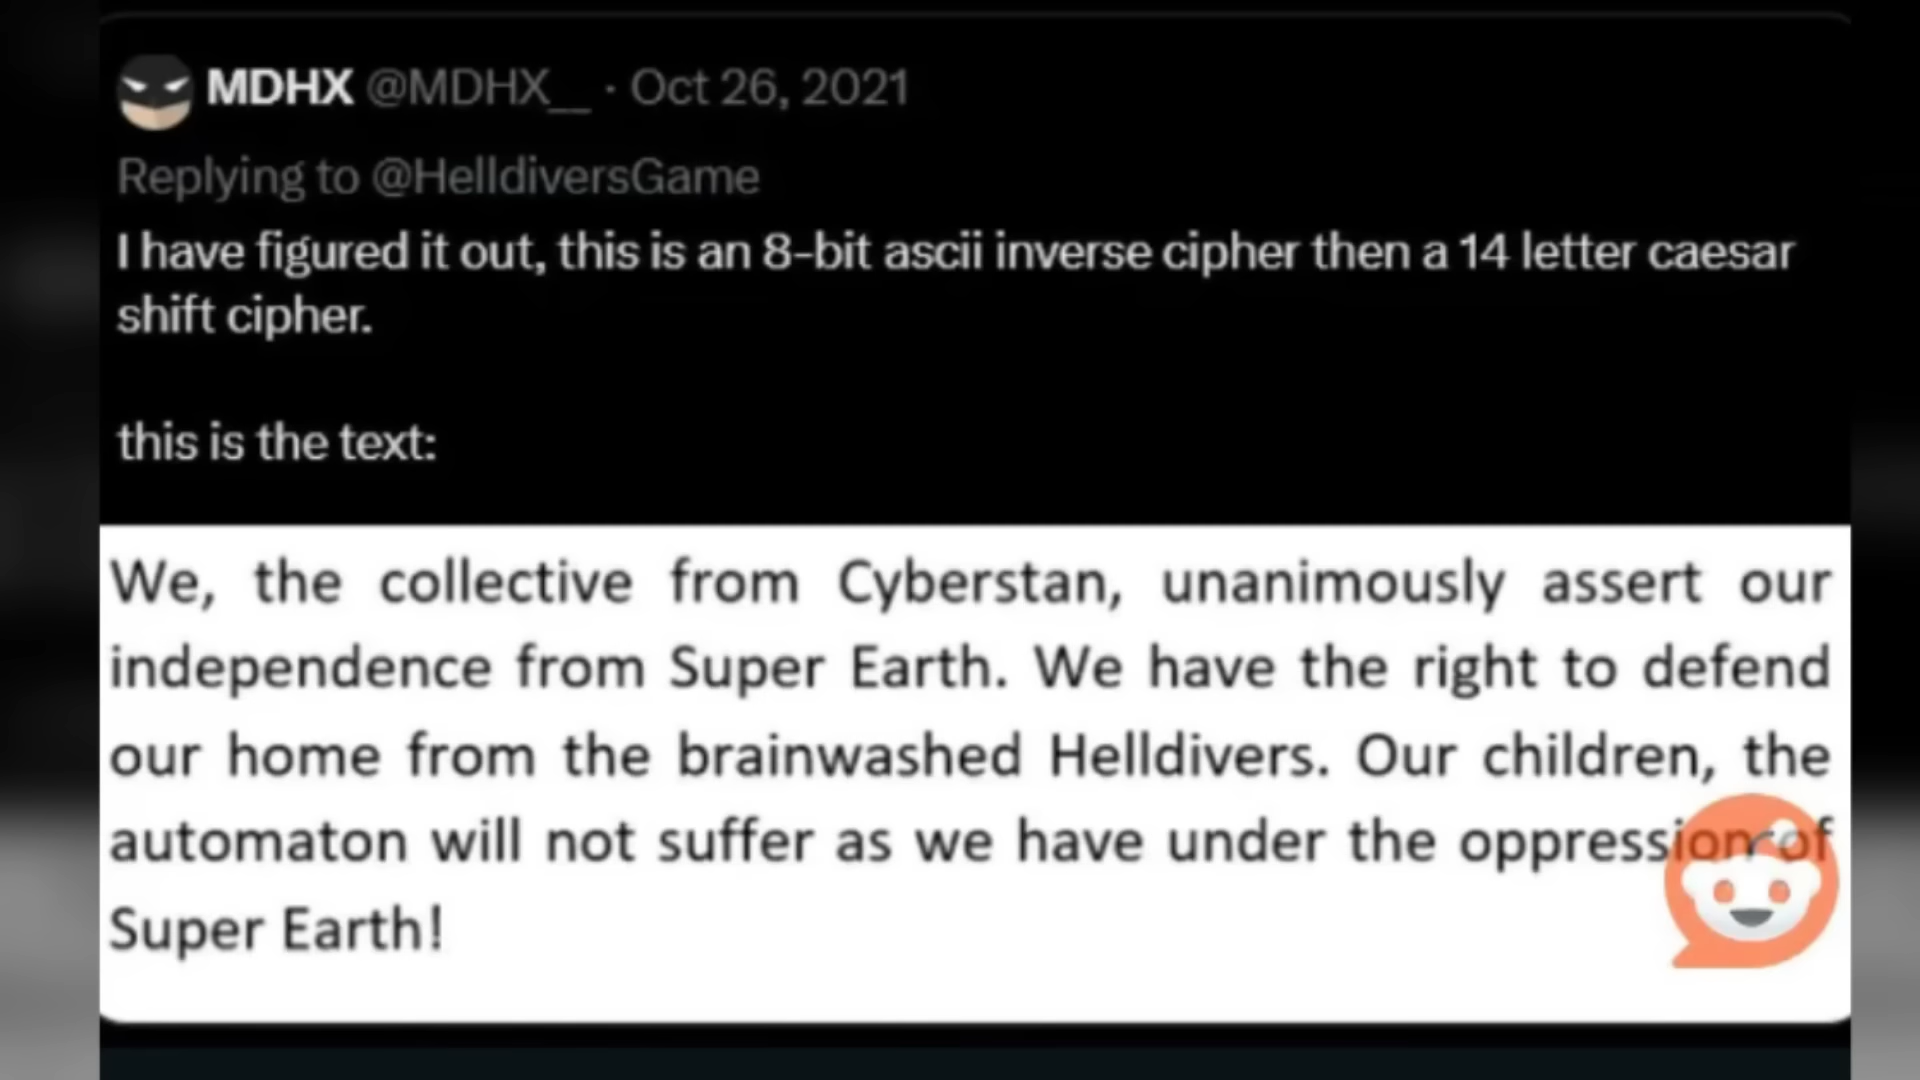 MDHX @MDHX__ · Oct 26, 2021
Replying to @HelldiversGame
I have figured it out, this is an 8-bit ascii inverse cipher then a 14 letter caesar
shift cipher.
this is the text:
We, the collective from Cyberstan, unanimously assert our
independence from Super Earth. We have the right to defend
our home from the brainwashed Helldivers. Our children, the
automaton will not suffer as we have under the oppression of
Super Earth!